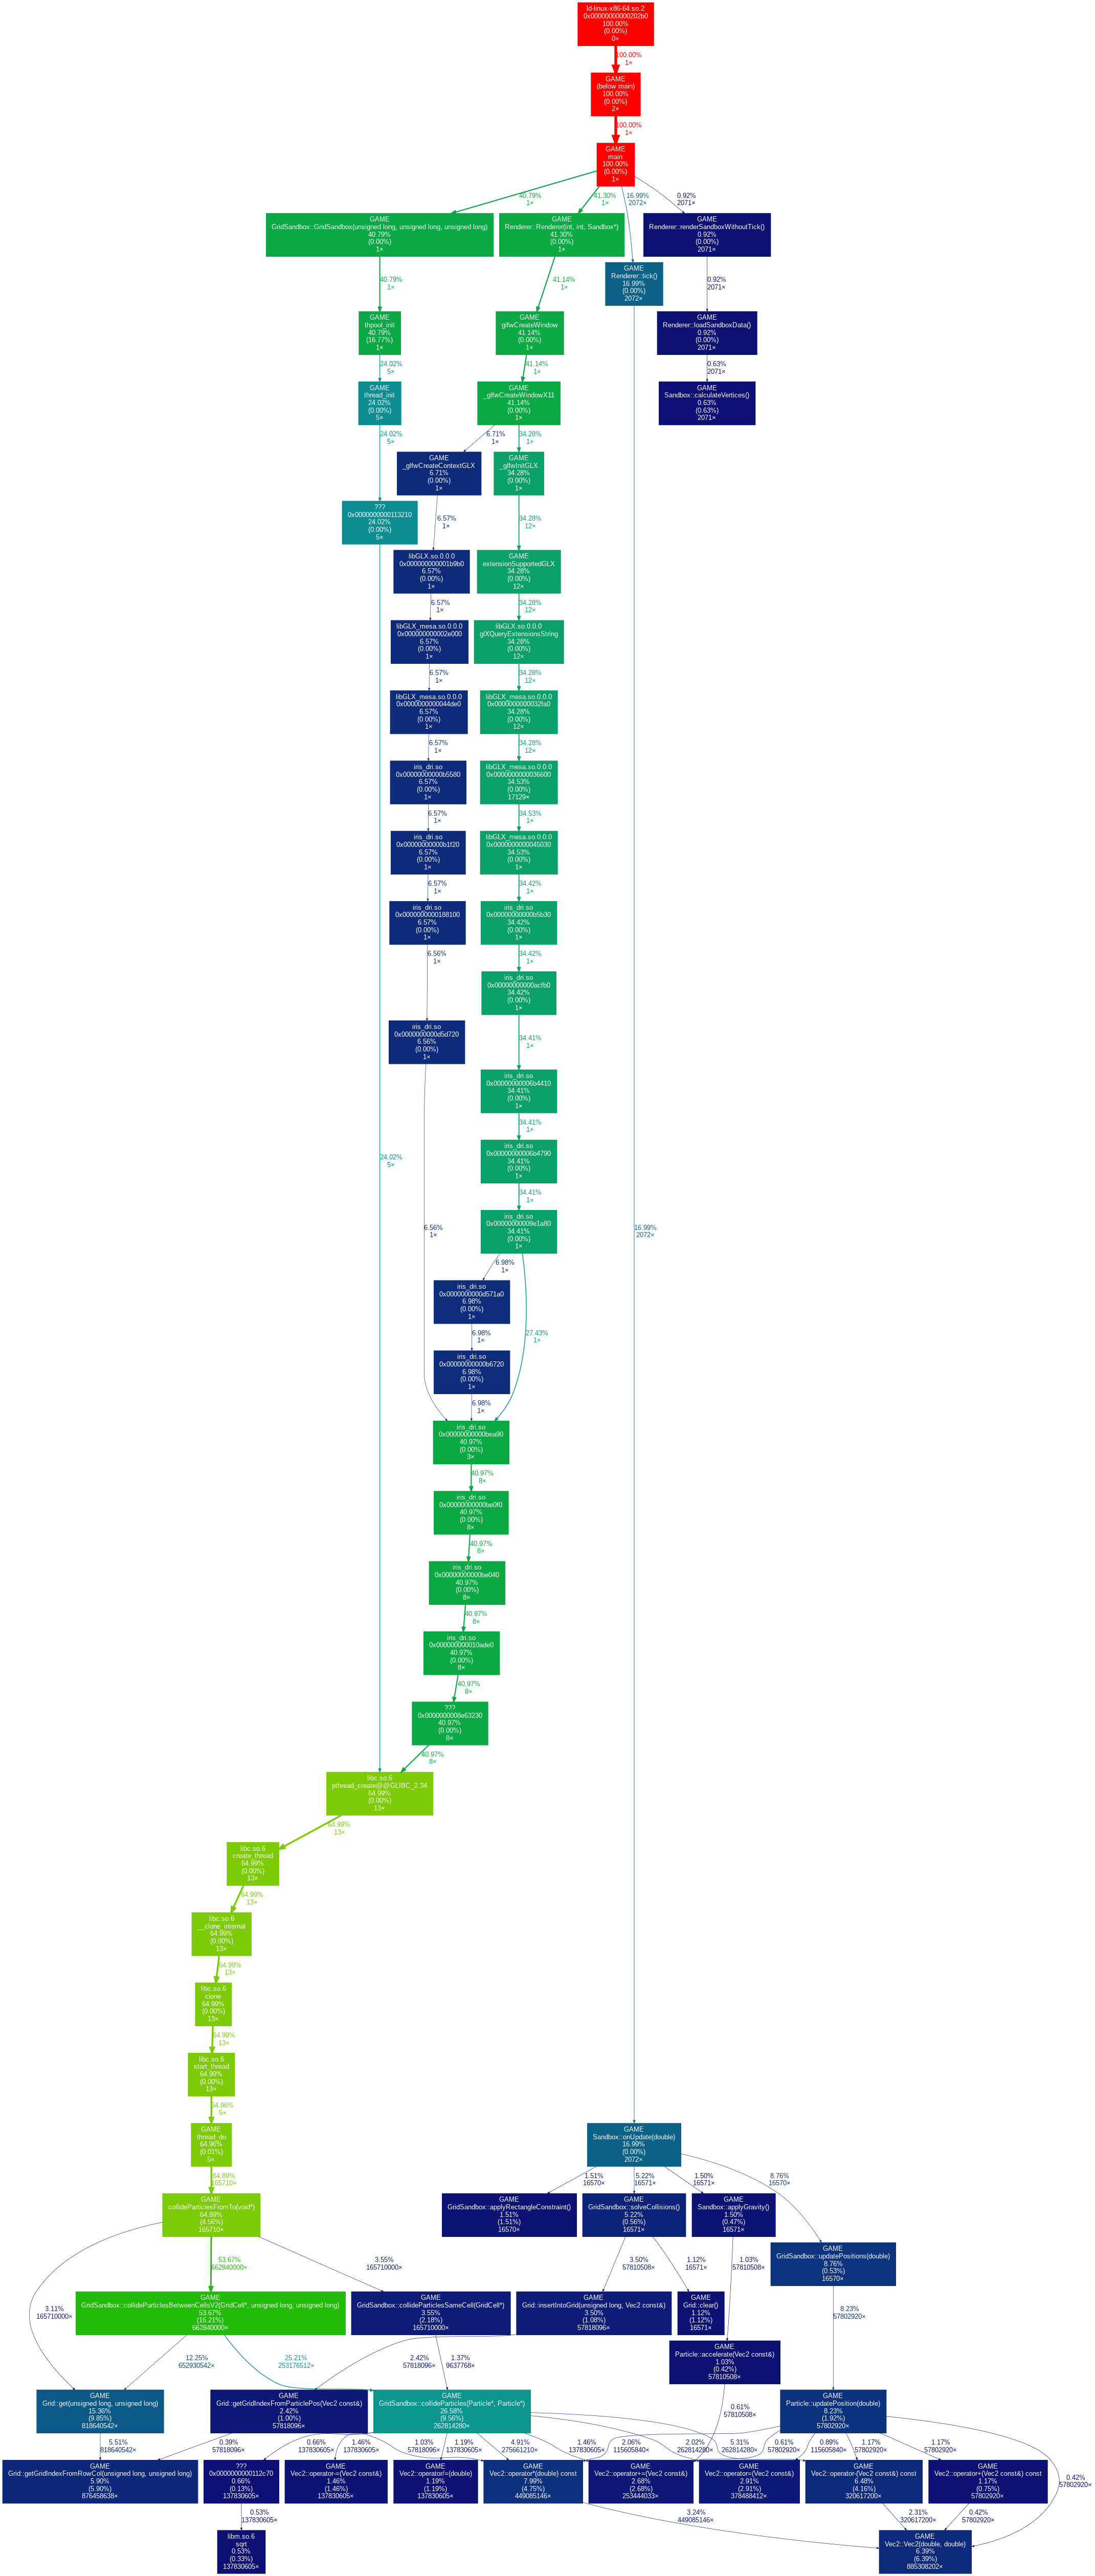 ld-linux-x86-64.so.2
0x00000000000202b0
100.00%
(0.00%)
0×
100.00%
1×
GAME
(below main)
100.00%
(0.00%)
2×
100.00%
1×
GAME
main
100.00%
(0.00%)
1×
40.79%
1×
41.30%
1×
16.99%
2072×
0.92%
2071×
GAME
GridSandbox::GridSandbox(unsigned long, unsigned long, unsigned long)
40.79%
(0.00%)
1×
GAME
Renderer::Renderer(int, int, Sandbox*)
41.30%
(0.00%)
1×
GAME
Renderer::renderSandboxWithoutTick()
0.92%
(0.00%)
2071×
GAME
Renderer::tick()
16.99%
(0.00%)
2072×
40.79%
1×
41.14%
1×
0.92%
2071×
GAME
thpool_init
40.79%
(16.77%)
1×
GAME
glfwCreateWindow
41.14%
(0.00%)
1×
GAME
Renderer::loadSandboxData()
0.92%
(0.00%)
2071×
24.02%
5×
41.14%
1×
0.63%
2071×
GAME
thread_init
24.02%
(0.00%)
5×
GAME
_glfwCreateWindowX11
41.14%
(0.00%)
1×
GAME
Sandbox::calculateVertices()
0.63%
(0.63%)
2071×
24.02%
5×
6.71%
1×
34.28%
1×
GAME
_glfwCreateContextGLX
6.71%
(0.00%)
1×
GAME
_glfwInitGLX
34.28%
(0.00%)
1×
???
0x0000000000113210
24.02%
(0.00%)
5×
6.57%
1×
34.28%
12×
libGLX.so.0.0.0
0x000000000001b9b0
6.57%
(0.00%)
1×
GAME
extensionSupportedGLX
34.28%
(0.00%)
12×
6.57%
1×
34.28%
12×
libGLX_mesa.so.0.0.0
0x000000000002e000
6.57%
(0.00%)
1×
libGLX.so.0.0.0
glXQueryExtensionsString
34.28%
(0.00%)
12×
6.57%
1×
34.28%
12×
libGLX_mesa.so.0.0.0
0x0000000000044de0
6.57%
(0.00%)
1×
libGLX_mesa.so.0.0.0
0x0000000000032fa0
34.28%
(0.00%)
12×
6.57%
1×
34.28%
12×
iris_dri.so
0x00000000000b5580
6.57%
(0.00%)
1×
libGLX_mesa.so.0.0.0
0x0000000000036600
34.53%
(0.00%)
17129×
6.57%
1×
34.53%
1×
iris_dri.so
0x00000000000b1f20
6.57%
(0.00%)
1×
libGLX_mesa.so.0.0.0
0x0000000000045030
34.53%
(0.00%)
1×
6.57%
1×
34.42%
1×
iris_dri.so
0x0000000000188100
6.57%
(0.00%)
1×
iris_dri.so
0x00000000000b5b30
34.42%
(0.00%)
1×
6.56%
1×
34.42%
1×
iris_dri.so
0x00000000000acfb0
34.42%
(0.00%)
1×
iris_dri.so
0x0000000000d5d720
6.56%
(0.00%)
1×
34.41%
1×
iris_dri.so
0x00000000006b4410
34.41%
(0.00%)
1×
34.41%
1×
iris_dri.so
0x00000000006b4790
34.41%
(0.00%)
1×
24.02%
5×
34.41%
1×
6.56%
1×
iris_dri.so
0x00000000009e1a80
34.41%
(0.00%)
1×
16.99%
2072×
6.98%
1×
iris_dri.so
0x0000000000d571a0
6.98%
(0.00%)
1×
6.98%
1×
27.43%
1×
iris_dri.so
0x00000000000b6720
6.98%
(0.00%)
1×
6.98%
1×
iris_dri.so
0x00000000000bea90
40.97%
(0.00%)
3×
40.97%
8×
iris_dri.so
0x00000000000be0f0
40.97%
(0.00%)
8×
40.97%
8×
iris_dri.so
0x00000000000be040
40.97%
(0.00%)
8×
40.97%
8×
iris_dri.so
0x000000000010ade0
40.97%
(0.00%)
8×
40.97%
8×
???
0x0000000008e63230
40.97%
(0.00%)
8×
40.97%
8×
libc.so.6
pthread_create@@GLIBC_2.34
64.99%
(0.00%)
13×
64.99%
13×
libc.so.6
create_thread
64.99%
(0.00%)
13×
64.99%
13×
libc.so.6
__clone_internal
64.99%
(0.00%)
13×
64.99%
13×
libc.so.6
clone
64.99%
(0.00%)
13×
64.99%
13×
libc.so.6
start_thread
64.99%
(0.00%)
13×
64.96%
5×
GAME
thread_do
64.96%
(0.01%)
5×
GAME
Sandbox::onUpdate(double)
16.99%
(0.00%)
2072×
64.89%
165710×
1.51%
16570×
5.22%
16571×
1.50%
16571×
8.76%
16570×
GAME
collideParticlesFromTo(void*)
64.89%
(4.56%)
165710×
GAME
GridSandbox::applyRectangleConstraint()
1.51%
(1.51%)
16570×
GAME
GridSandbox::solveCollisions()
5.22%
(0.56%)
16571×
GAME
Sandbox::applyGravity()
1.50%
(0.47%)
16571×
GAME
GridSandbox::updatePositions(double)
8.76%
(0.53%)
16570×
53.67%
662840000×
3.55%
165710000×
3.50%
57810508×
1.12%
16571×
1.03%
57810508×
3.11%
165710000×
GAME
GridSandbox::collideParticlesBetweenCellsV2(GridCell*, unsigned long, unsigned long)
53.67%
(16.21%)
662840000×
GAME
GridSandbox::collideParticlesSameCell(GridCell*)
3.55%
(2.18%)
165710000×
GAME
Grid::insertIntoGrid(unsigned long, Vec2 const&)
3.50%
(1.08%)
57818096×
GAME
Grid::clear()
1.12%
(1.12%)
16571×
8.23%
57802920×
GAME
Particle::accelerate(Vec2 const&)
1.03%
(0.42%)
57810508×
12.25%
652930542×
25.21%
253176512×
2.42%
57818096×
1.37%
9637768×
GAME
Grid::get(unsigned long, unsigned long)
15.36%
(9.85%)
818640542×
GAME
Grid::getGridIndexFromParticlePos(Vec2 const&)
2.42%
(1.00%)
57818096×
GAME
GridSandbox::collideParticles(Particle*, Particle*)
26.58%
(9.56%)
262814280×
0.61%
57810508×
GAME
Particle::updatePosition(double)
8.23%
(1.92%)
57802920×
5.51%
818640542×
0.39%
57818096×
0.66%
137830605×
1.46%
137830605×
1.03%
57818096×
1.19%
137830605×
4.91%
275661210×
1.46%
137830605×
2.06%
115605840×
2.02%
262814280×
5.31%
262814280×
0.61%
57802920×
0.89%
115605840×
1.17%
57802920×
1.17%
57802920×
0.42%
57802920×
GAME
Grid::getGridIndexFromRowCol(unsigned long, unsigned long)
5.90%
(5.90%)
876458638×
???
0x0000000000112c70
0.66%
(0.13%)
137830605×
GAME
Vec2::operator-=(Vec2 const&)
1.46%
(1.46%)
137830605×
GAME
Vec2::operator/=(double)
1.19%
(1.19%)
137830605×
GAME
Vec2::operator*(double) const
7.99%
(4.75%)
449085146×
GAME
Vec2::operator+=(Vec2 const&)
2.68%
(2.68%)
253444033×
GAME
Vec2::operator=(Vec2 const&)
2.91%
(2.91%)
378488412×
GAME
Vec2::operator-(Vec2 const&) const
6.48%
(4.16%)
320617200×
GAME
Vec2::operator+(Vec2 const&) const
1.17%
(0.75%)
57802920×
0.53%
137830605×
3.24%
449085146×
2.31%
320617200×
0.42%
57802920×
libm.so.6
sqrt
0.53%
(0.33%)
137830605×
GAME
Vec2::Vec2(double, double)
6.39%
(6.39%)
885308202×